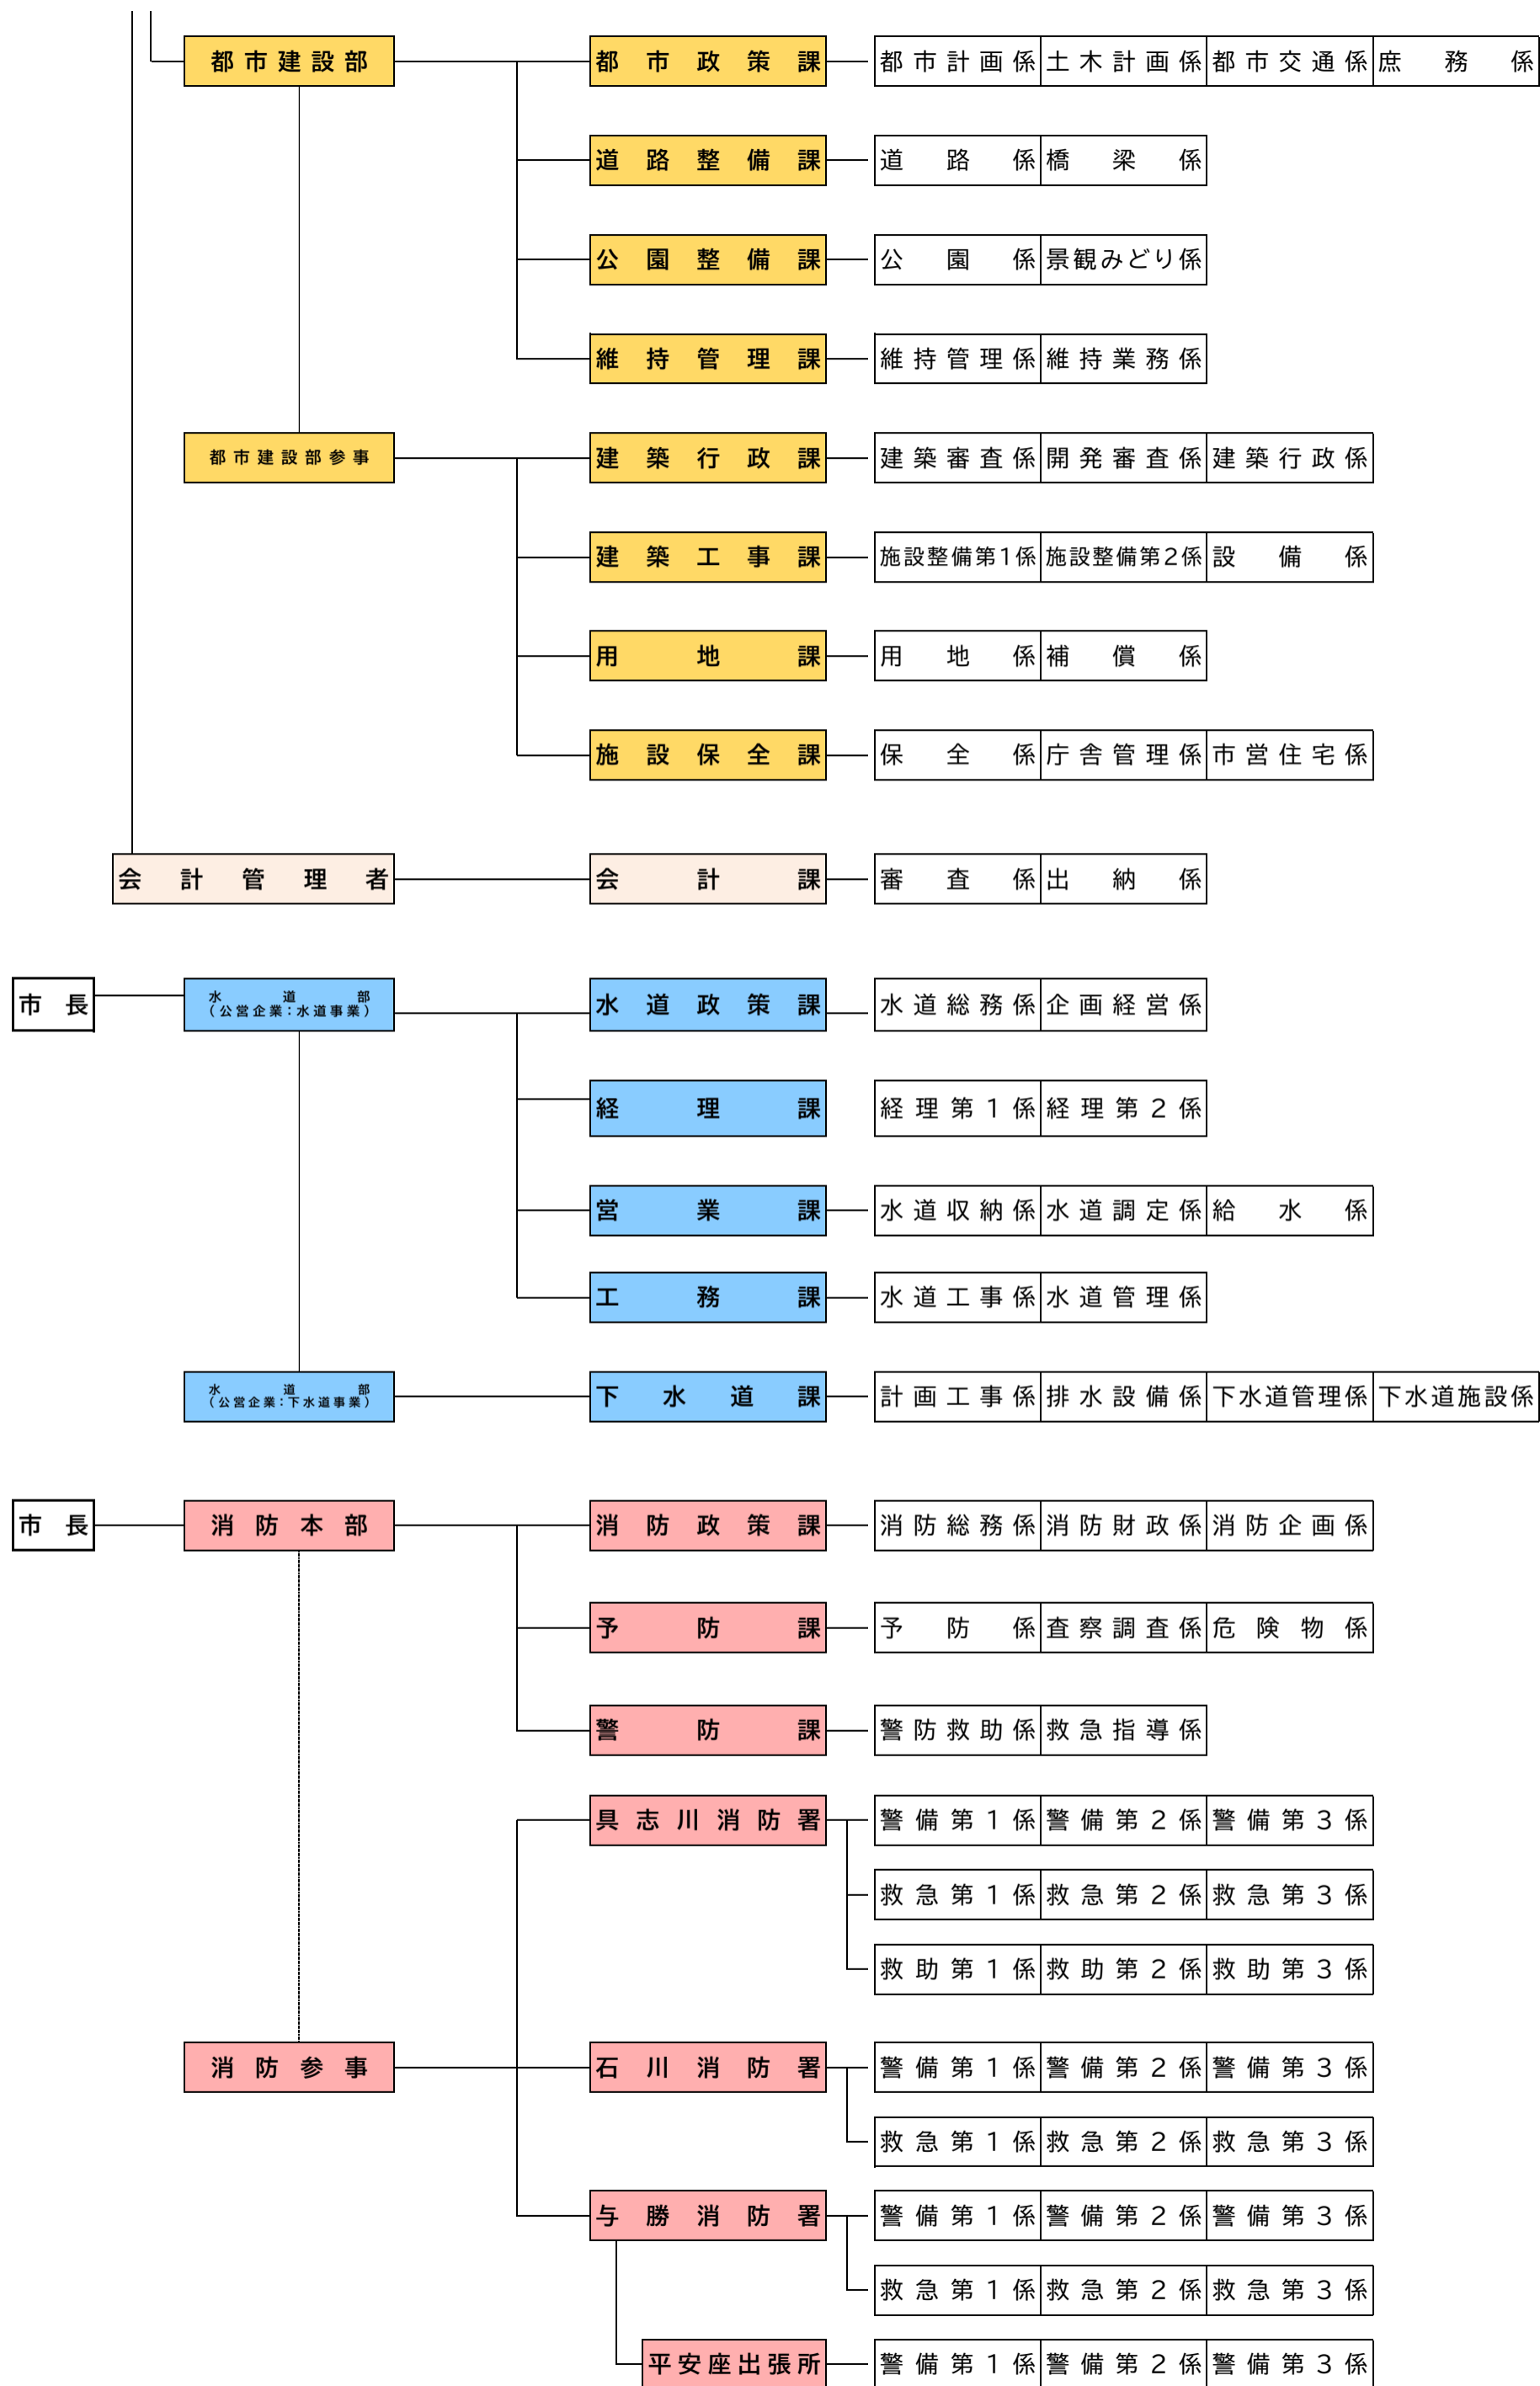 都市建設部 都市政策課 都市計画係 土木計画係 都市交通係 庶務係
道路整備課 道路係 橋梁係
公園整備課 公園係 景観みどり係
維持管理課 維持管理係 維持業務係
都市建設部参事 建築行政課 建築審査係 開発審査係 建築行政係
建築工事課 施設整備第1係 施設整備第2係 設備係
用地課 用地係 補償係
施設保全課 保全係 庁舎管理係 市営住宅係
会計管理者 会計課 審査係 出納係
市長 水道部
（公営企業：水道事業） 水道政策課 水道総務係 企画経営係
経理課 経理第1係 経理第2係
営業課 水道収納係 水道調定係 給水係
工務課 水道工事係 水道管理係
水道部
（公営企業：下水道事業） 下水道課 計画工事係 排水設備係 下水道管理係 下水道施設係
市長 消防本部 消防政策課 消防総務係 消防財政係 消防企画係
予防課 予防係 査察調査係 危険物係
警防課 警防救助係 救急指導係
具志川消防署 警備第1係 警備第2係 警備第3係
救急第1係 救急第2係 救急第3係
救助第1係 救助第2係 救助第3係
消防参事 石川消防署 警備第1係 警備第2係 警備第3係
救急第1係 救急第2係 救急第3係
与勝消防署 警備第1係 警備第2係 警備第3係
救急第1係 救急第2係 救急第3係
平安座出張所 警備第1係 警備第2係 警備第3係